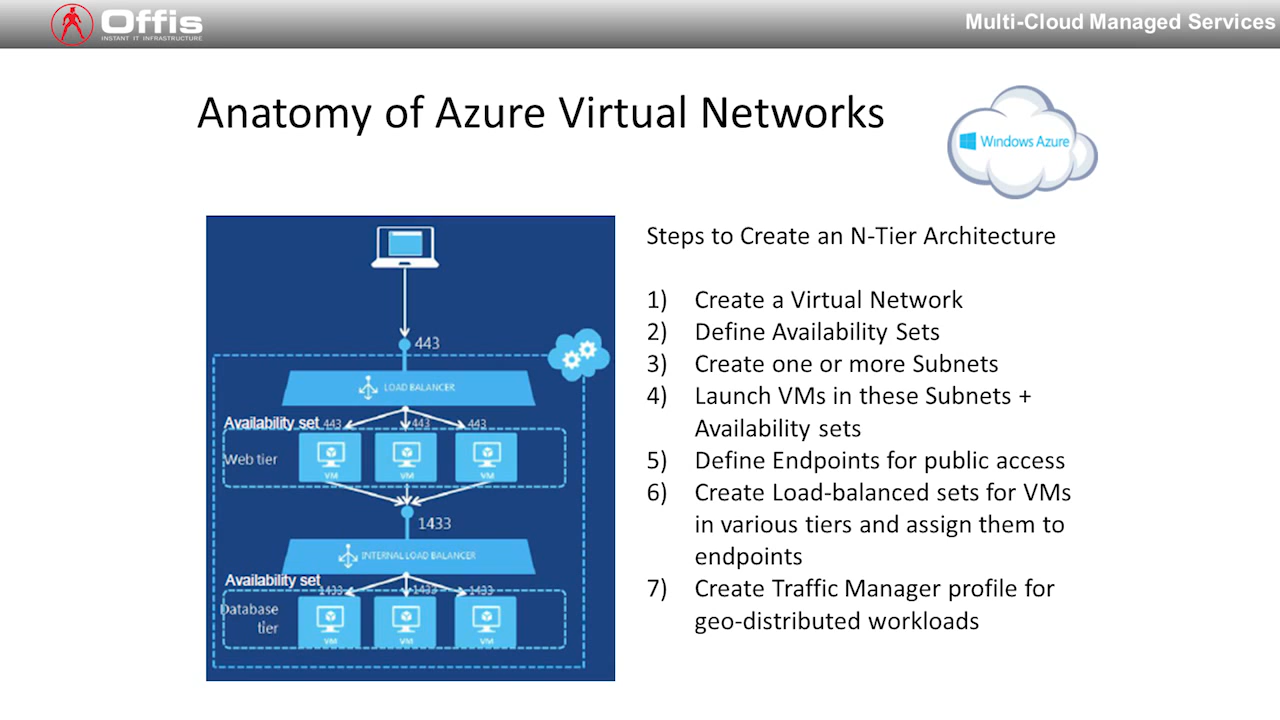 Offis
INSTANT IT INFRASTRUCTURE
Multi-Cloud Managed Services
Anatomy of Azure Virtual Networks
Windows Azure
443
LOAD BALANCER
Availability set 443 443 443
Web tier
VM VM VM
1433
INTERNAL LOAD BALANCER
Availability set
1433 1433 1433
Database
tier
VM VM VM
Steps to Create an N-Tier Architecture
1) Create a Virtual Network
2) Define Availability Sets
3) Create one or more Subnets
4) Launch VMs in these Subnets +
Availability sets
5) Define Endpoints for public access
6) Create Load-balanced sets for VMs
in various tiers and assign them to
endpoints
7) Create Traffic Manager profile for
geo-distributed workloads